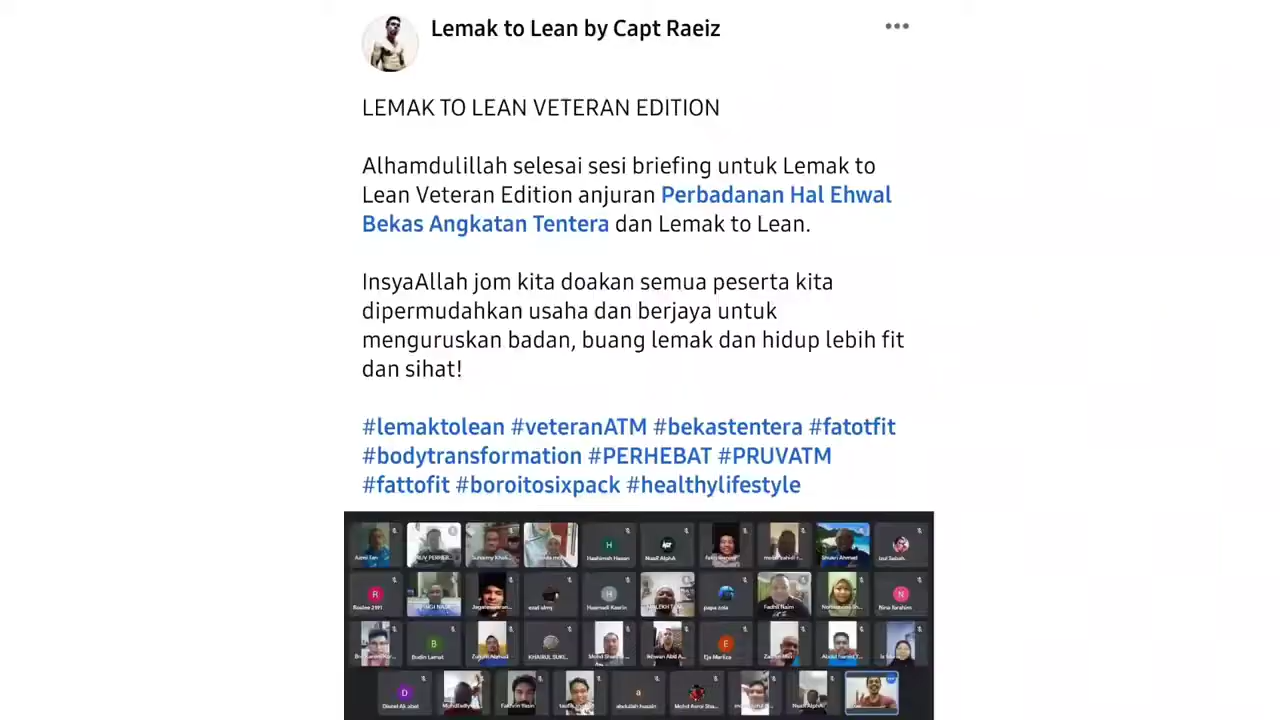 Lemak to Lean by Capt Raeiz
LEMAK TO LEAN VETERAN EDITION
Alhamdulillah selesai sesi briefing untuk Lemak to
Lean Veteran Edition anjuran Perbadanan Hal Ehwal
Bekas Angkatan Tentera dan Lemak to Lean.
InsyaAllah jom kita doakan semua peserta kita
dipermudahkan usaha dan berjaya untuk
menguruskan badan, buang lemak dan hidup lebih fit
dan sihat!
#lemaktolean #veteranATM #bekastentera #fatotfit
#bodytransformation #PERHEBAT #PRUVATM
#fattofit #boroitosixpack #healthylifestyle
H
R H N
B E
D a